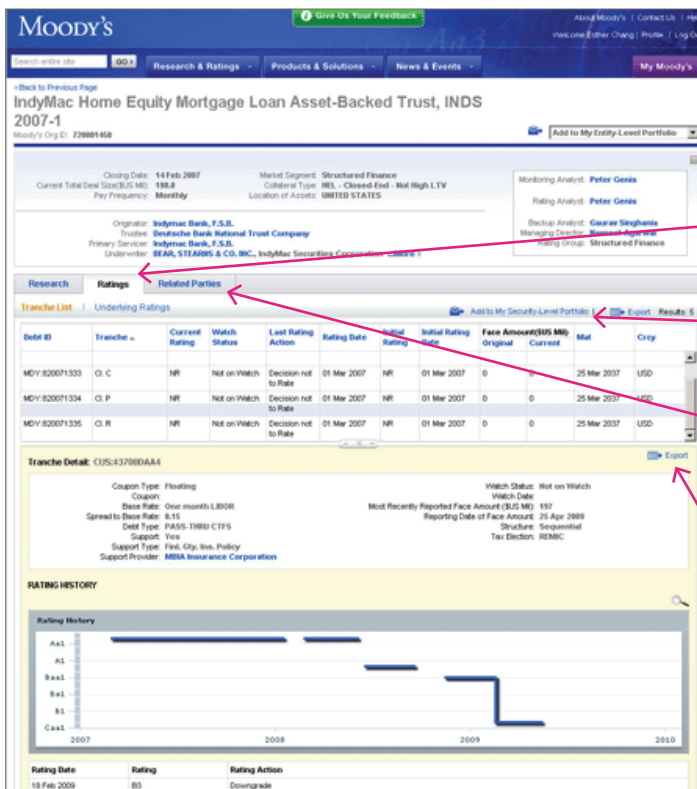 Give Us Your Feedback
About Moody's | Contact Us |
MOODY'S
Welcome Esther Chang | Profile | Log
Search entire site GO
Research & Ratings Products & Solutions News & Events My Moody's
Back to Previous Page
IndyMac Home Equity Mortgage Loan Asset-Backed Trust, INDS
2007-1
Moody's Org ID: 720001450
Add to My Entity-Level Portfolio
Closing Date: 14 Feb 2007 Market Segment: Structured Finance
Current Total Deal Size($US Mil): 198.0 Collateral Type: HEL - Closed-End - Not High LTV
Pay Frequency: Monthly Location of Assets: UNITED STATES
Monitoring Analyst: Peter Genis
Rating Analyst: Peter Genis
Originator: Indymac Bank, F.S.B.
Trustee: Deutsche Bank National Trust Company
Primary Servicer: Indymac Bank, F.S.B.
Underwriter: BEAR, STEARNS & CO. INC., IndyMac Securities Corporation ...More
Backup Analyst: Gaurav Singhania
Managing Director: Navneet Agarwal
Rating Group: Structured Finance
Research Ratings Related Parties
Tranche List | Underlying Ratings
Add to My Security-Level Portfolio | Export Results: 5
Debt ID Tranche Current Rating Watch Status Last Rating Action Rating Date Initial Rating Initial Rating Date Face Amount($US Mil) Original Current Mat Crcy
MDY:820071333 Cl. C NR Not on Watch Decision not to Rate 01 Mar 2007 NR 01 Mar 2007 0 0 25 Mar 2037 USD
MDY:820071334 Cl. P NR Not on Watch Decision not to Rate 01 Mar 2007 NR 01 Mar 2007 0 0 25 Mar 2037 USD
MDY:820071335 Cl. R NR Not on Watch Decision not to Rate 01 Mar 2007 NR 01 Mar 2007 0 0 25 Mar 2037 USD
Tranche Detail: CUS:43708DAA4
Export
Coupon Type: Floating
Coupon:
Base Rate: One month LIBOR
Spread to Base Rate: 0.15
Debt Type: PASS-THRU CTFS
Support: Yes
Support Type: Finl. Gty. Ins. Policy
Support Provider: MBIA Insurance Corporation
Watch Status: Not on Watch
Watch Date:
Most Recently Reported Face Amount ($US Mil): 197
Reporting Date of Face Amount: 25 Apr 2009
Structure: Sequential
Tax Election: REMIC
RATING HISTORY
Rating History
Aa1
A1
Baa1
Ba1
B1
Caa1
2007 2008 2009 2010
Rating Date Rating Rating Action
18 Feb 2009 B3 Downgrade